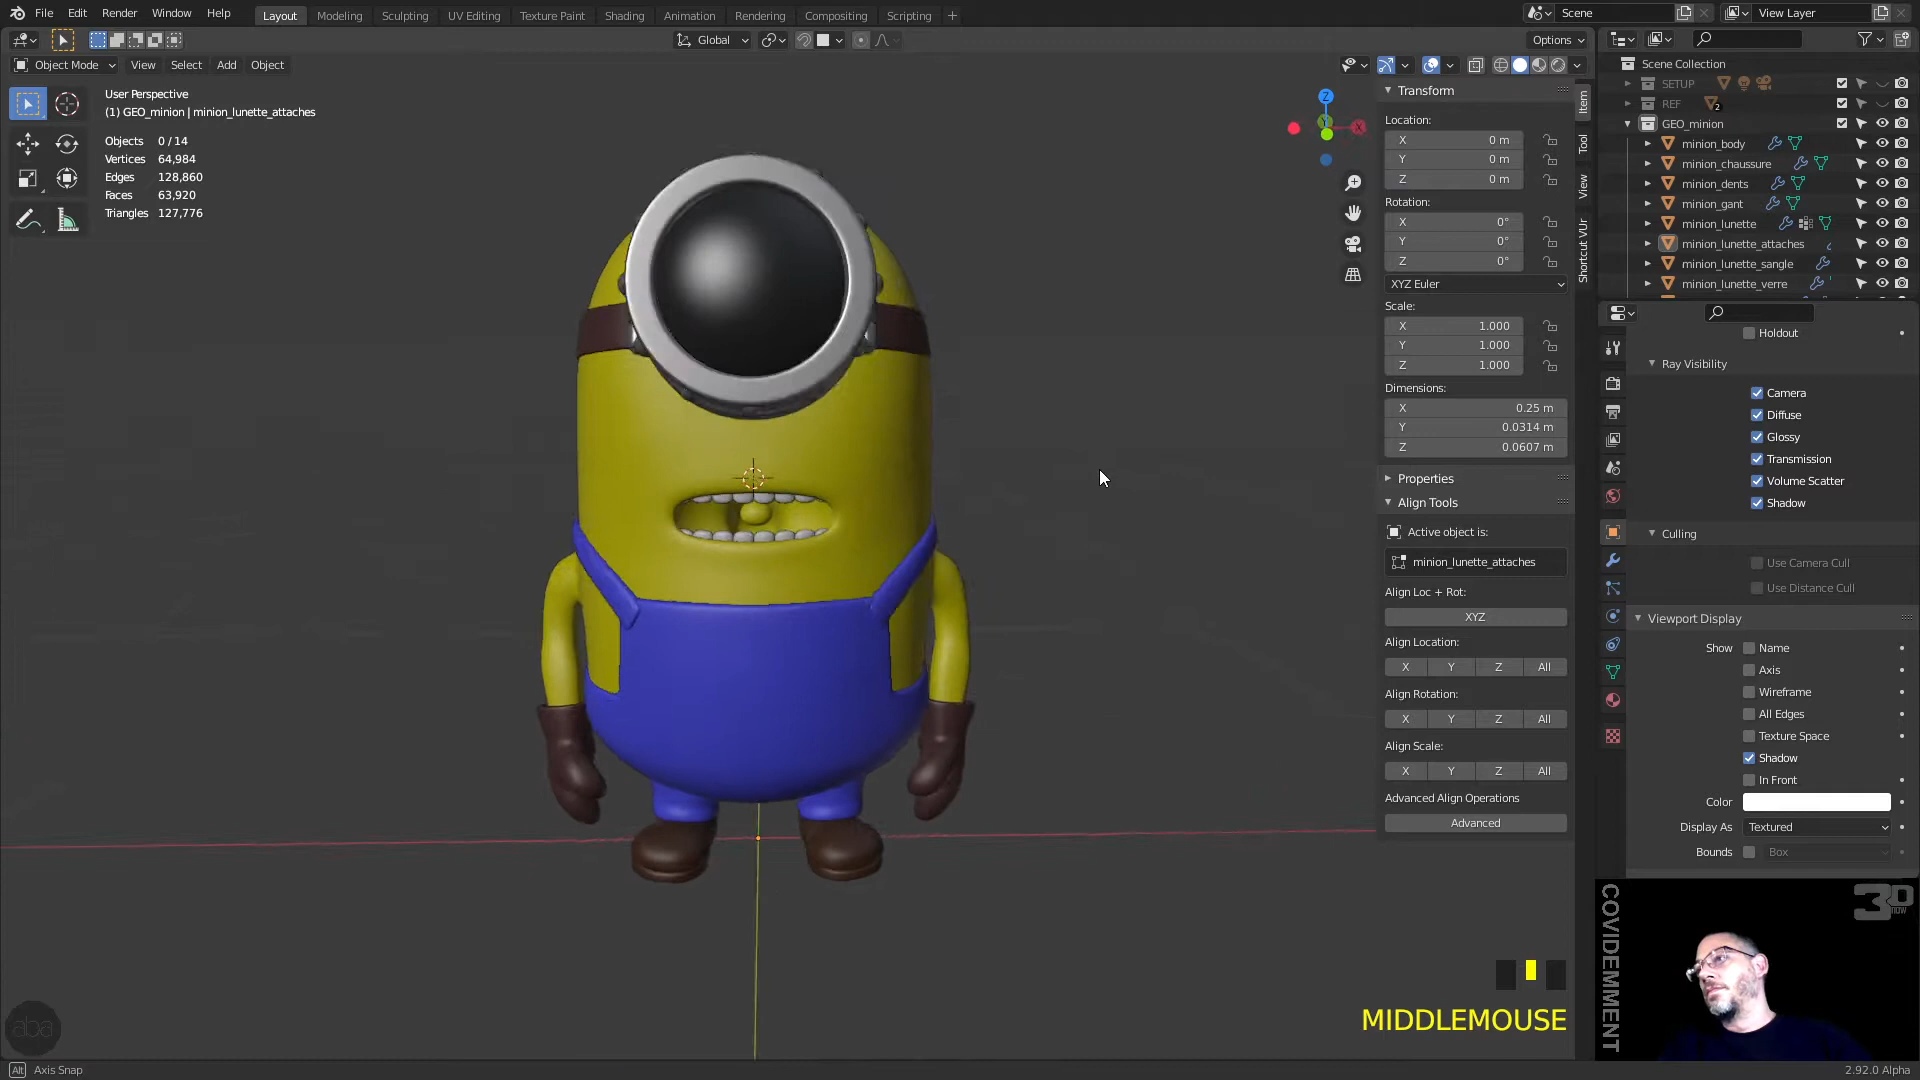 File Edit Render Window Help Layout Modeling Sculpting UV Editing Texture Paint Shading Animation Rendering Compositing Scripting + Scene View Layer
Global Options
Object Mode View Select Add Object
User Perspective
(1) GEO_minion | minion_lunette_attaches
Objects 0 / 14
Vertices 64,984
Edges 128,860
Faces 63,920
Triangles 127,776
Z
X
Transform
Location:
X 0 m
Y 0 m
Z 0 m
Rotation:
X 0°
Y 0°
Z 0°
XYZ Euler
Scale:
X 1.000
Y 1.000
Z 1.000
Dimensions:
X 0.25 m
Y 0.0314 m
Z 0.0607 m
Properties
Align Tools
Active object is:
minion_lunette_attaches
Align Loc + Rot:
XYZ
Align Location:
X Y Z All
Align Rotation:
X Y Z All
Align Scale:
X Y Z All
Advanced Align Operations
Advanced
Item
Tool
View
Shortcut VUr
Scene Collection
SETUP
REF 2
GEO_minion
minion_body
minion_chaussure
minion_dents
minion_gant
minion_lunette
minion_lunette_attaches
minion_lunette_sangle
minion_lunette_verre
Holdout
Ray Visibility
Camera
Diffuse
Glossy
Transmission
Volume Scatter
Shadow
Culling
Use Camera Cull
Use Distance Cull
Viewport Display
Show Name
Axis
Wireframe
All Edges
Texture Space
Shadow
In Front
Color
Display As Textured
Bounds Box
COVIDEMMENT
3D
now
MIDDLEMOUSE
aba
Alt Axis Snap
2.92.0 Alpha